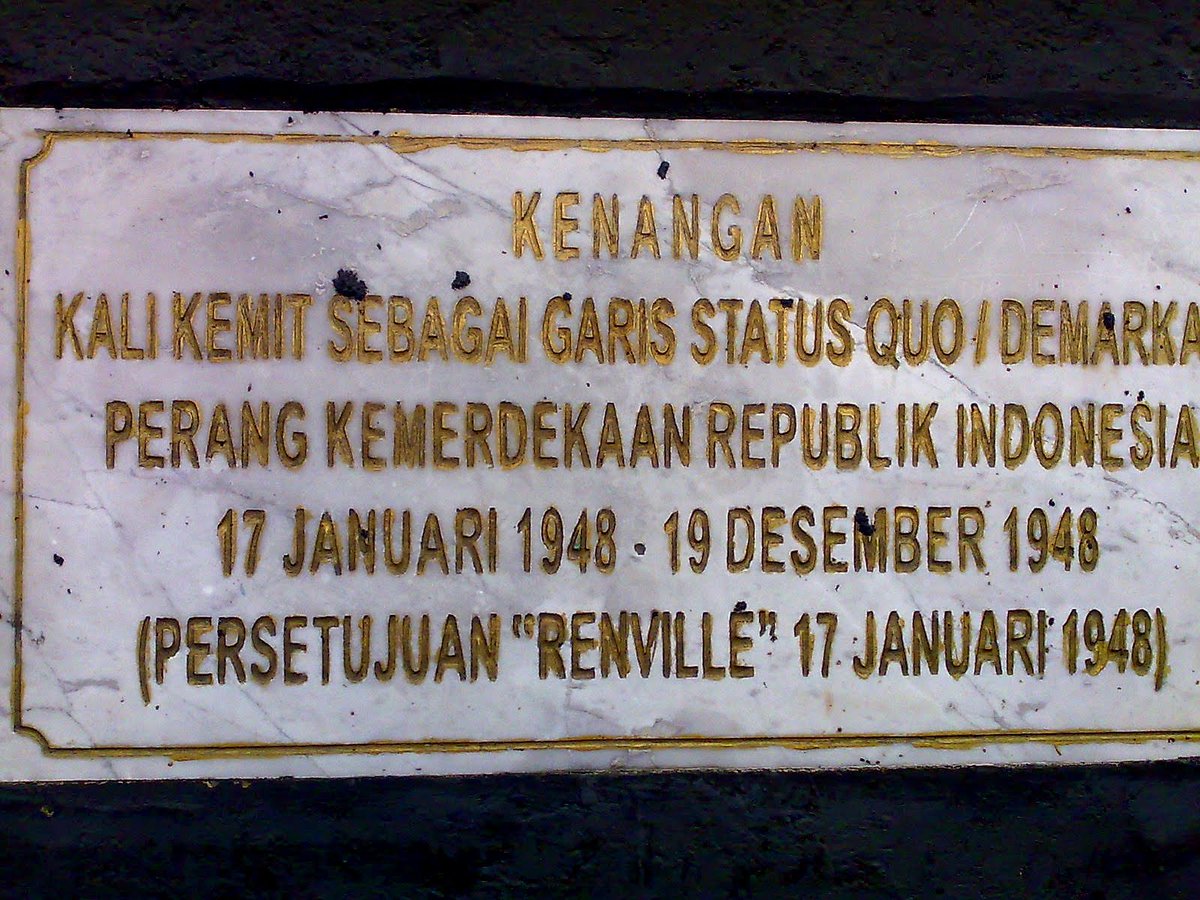 KENANGAN
KALI KEMIT SEBAGAI GARIS STATUS QUO / DEMARKA
PERANG KEMERDEKAAN REPUBLIK INDONESIA
17 JANUARI 1948 - 19 DESEMBER 1948
(PERSETUJUAN "RENVILLE" 17 JANUARI 1948)